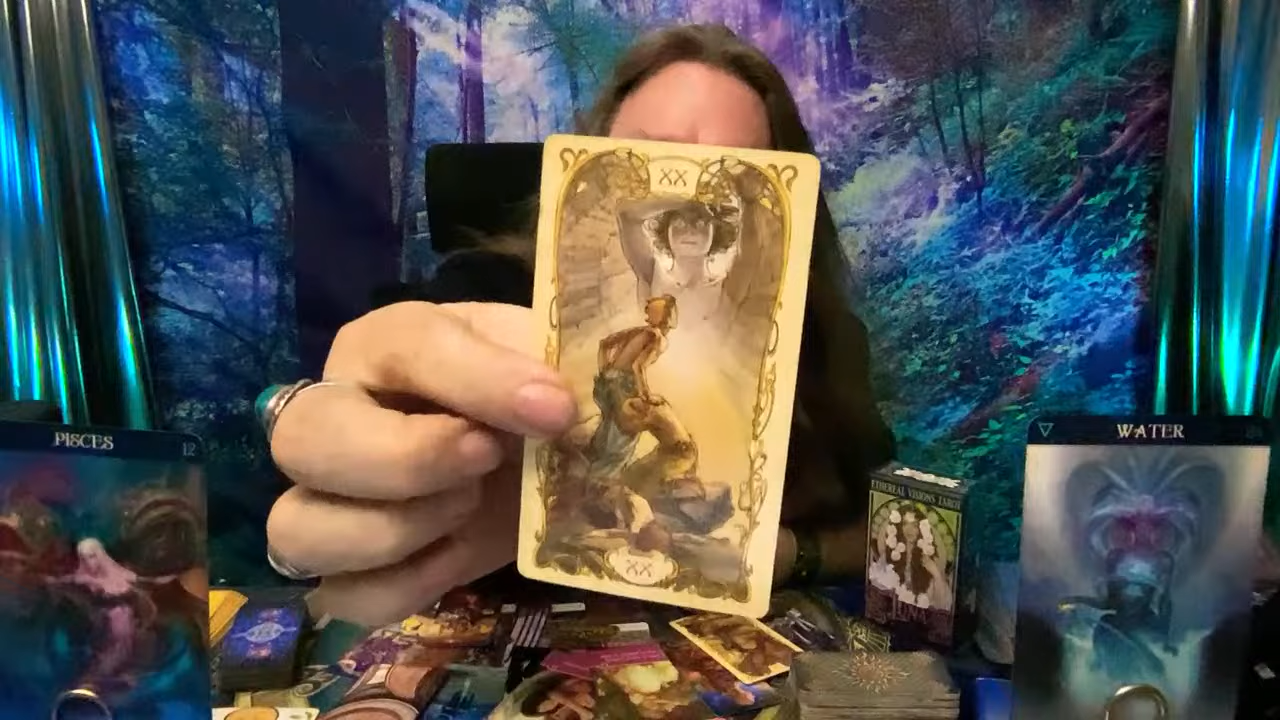 XX
XX
PISCES
12
ETHEREAL VISIONS TAROT
WATER